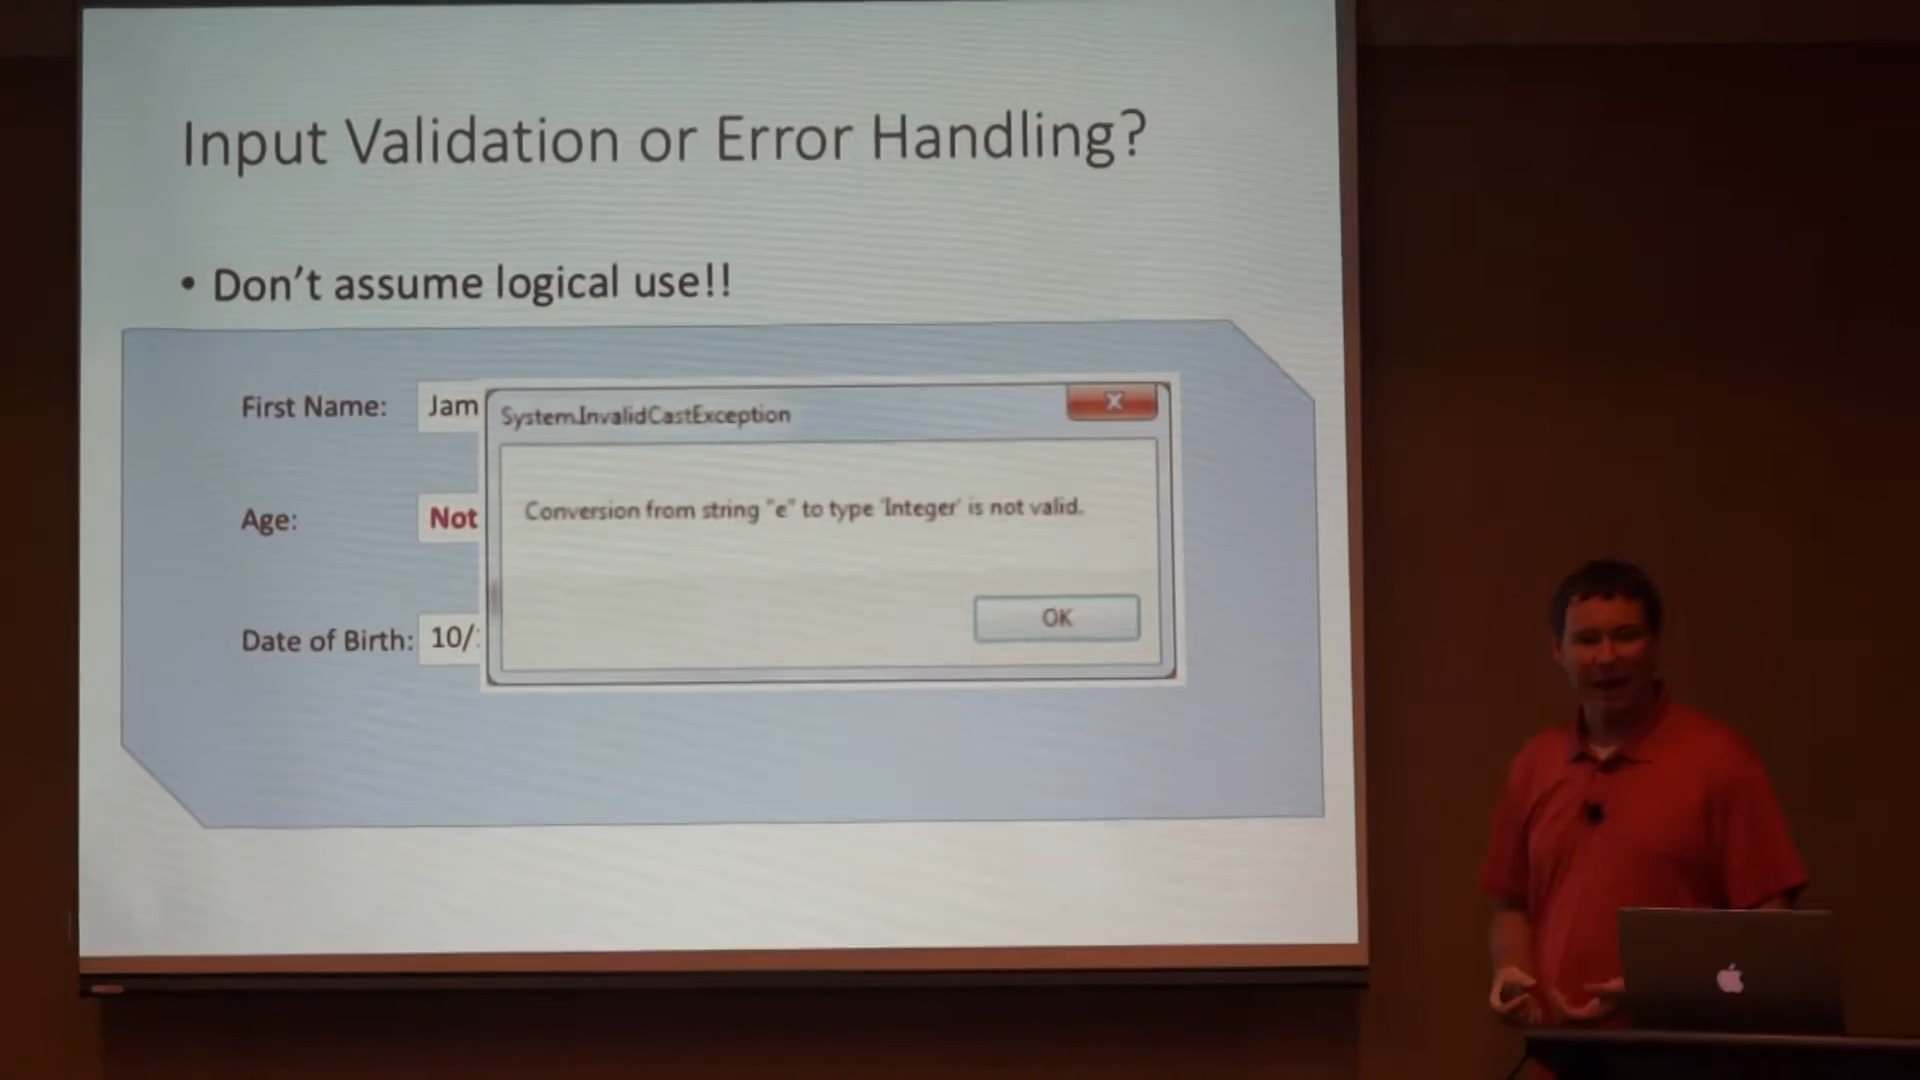 Input Validation or Error Handling?
• Don't assume logical use!!
First Name: Jam
System.InvalidCastException
Conversion from string "e" to type 'Integer' is not valid.
Age: Not
OK
Date of Birth: 10/